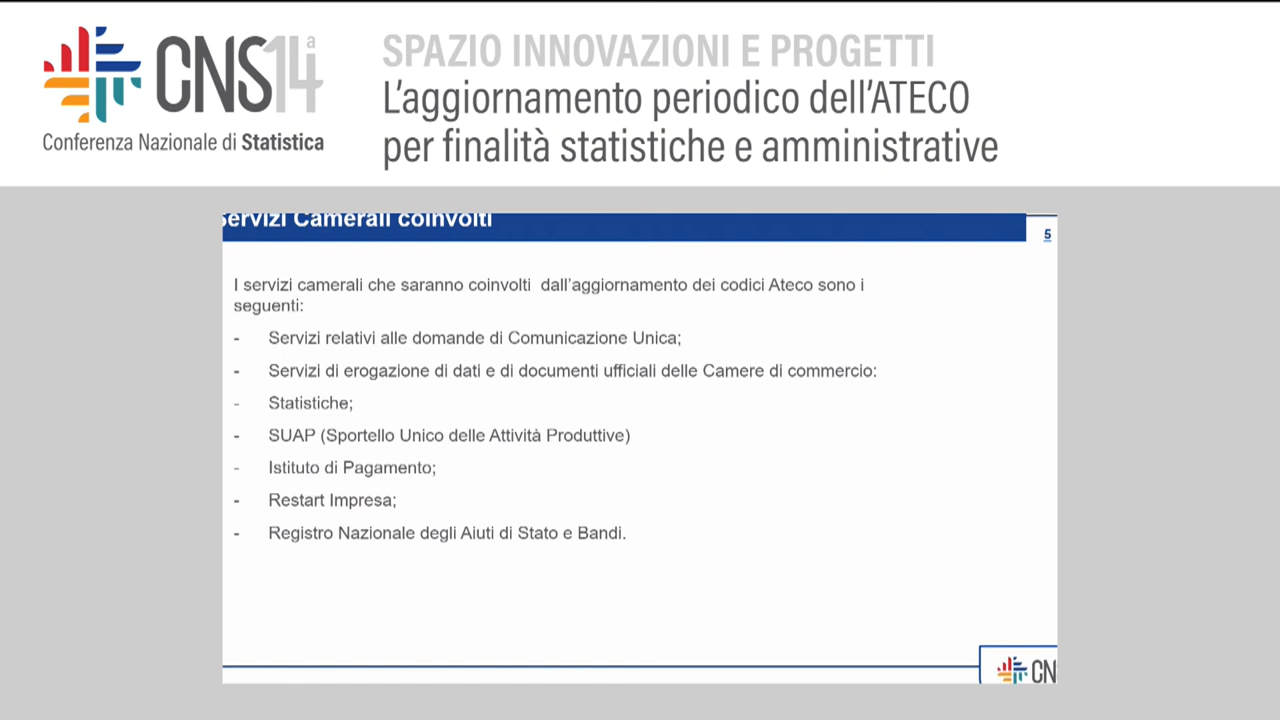 CNS14ª
Conferenza Nazionale di Statistica
SPAZIO INNOVAZIONI E PROGETTI
L'aggiornamento periodico dell'ATECO
per finalità statistiche e amministrative
Servizi Camerali coinvolti
5
I servizi camerali che saranno coinvolti dall'aggiornamento dei codici Ateco sono i
seguenti:
- Servizi relativi alle domande di Comunicazione Unica;
- Servizi di erogazione di dati e di documenti ufficiali delle Camere di commercio:
- Statistiche;
- SUAP (Sportello Unico delle Attività Produttive)
- Istituto di Pagamento;
- Restart Impresa;
- Registro Nazionale degli Aiuti di Stato e Bandi.
CN